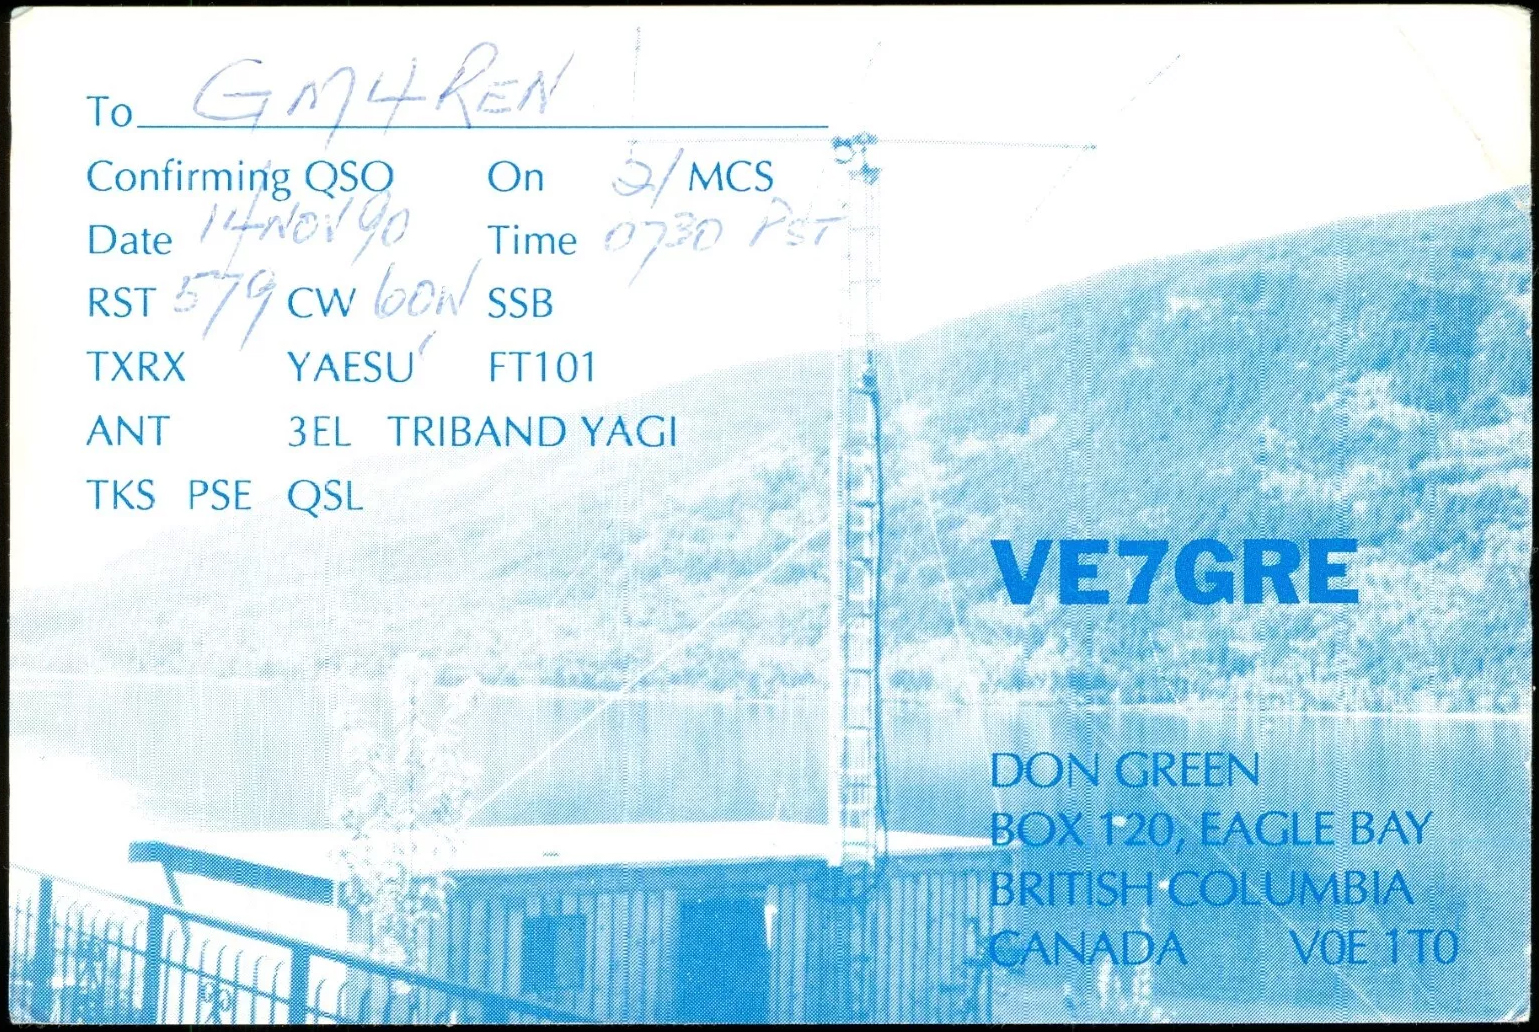 To GM4REN
Confirming QSO On 21 MCS
Date 14 NOV 90 Time 0730 PST
RST 579 CW 60W SSB
TXRX YAESU FT101
ANT 3EL TRIBAND YAGI
TKS PSE QSL
VE7GRE
DON GREEN
BOX 120, EAGLE BAY
BRITISH COLUMBIA
CANADA V0E 1T0